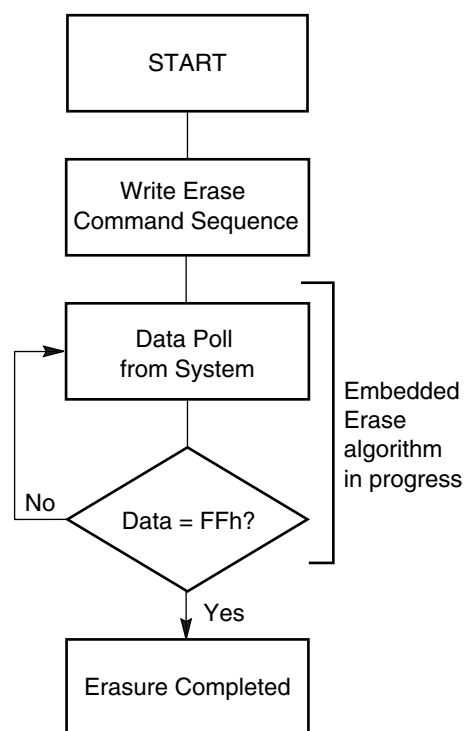 START
Write Erase
Command Sequence
Data Poll
from System
Embedded
Erase
algorithm
in progress
No
Data = FFh?
Yes
Erasure Completed